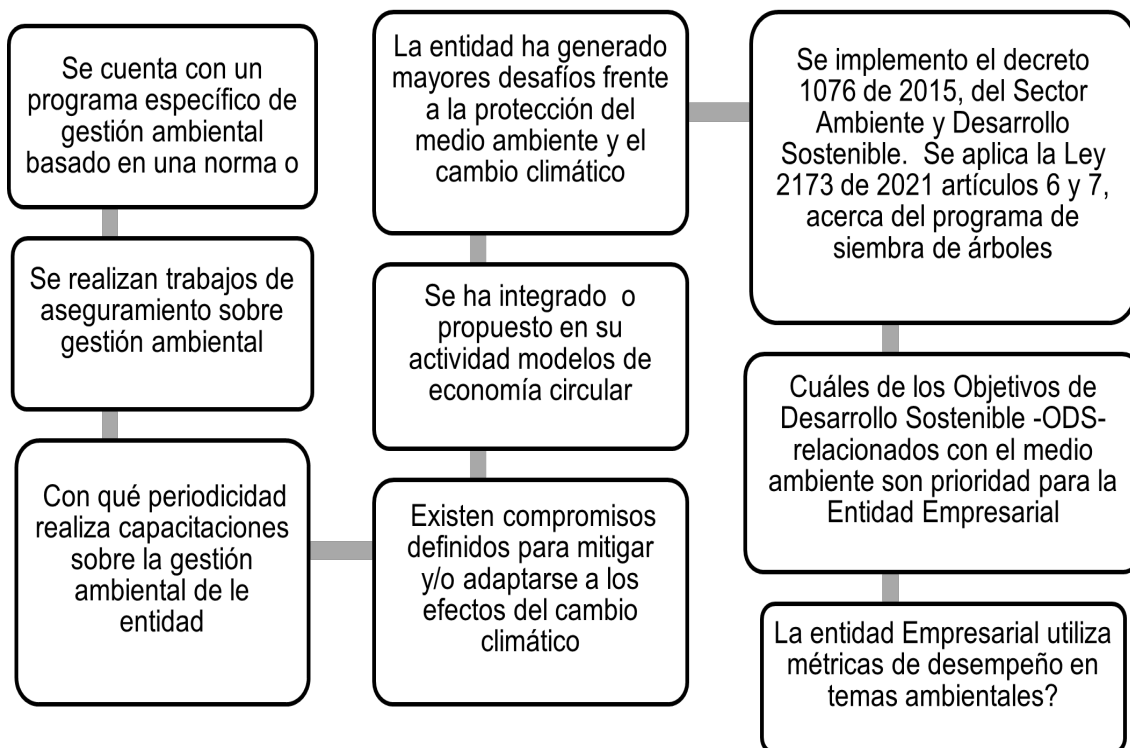 Se cuenta con un
programa específico de
gestión ambiental
basado en una norma o
Se realizan trabajos de
aseguramiento sobre
gestión ambiental
Con qué periodicidad
realiza capacitaciones
sobre la gestión
ambiental de le
entidad
Existen compromisos
definidos para mitigar
y/o adaptarse a los
efectos del cambio
climático
Se ha integrado o
propuesto en su
actividad modelos de
economía circular
La entidad ha generado
mayores desafíos frente
a la protección del
medio ambiente y el
cambio climático
Se implemento el decreto
1076 de 2015, del Sector
Ambiente y Desarrollo
Sostenible. Se aplica la Ley
2173 de 2021 artículos 6 y 7,
acerca del programa de
siembra de árboles
Cuáles de los Objetivos de
Desarrollo Sostenible -ODS-
relacionados con el medio
ambiente son prioridad para la
Entidad Empresarial
La entidad Empresarial utiliza
métricas de desempeño en
temas ambientales?